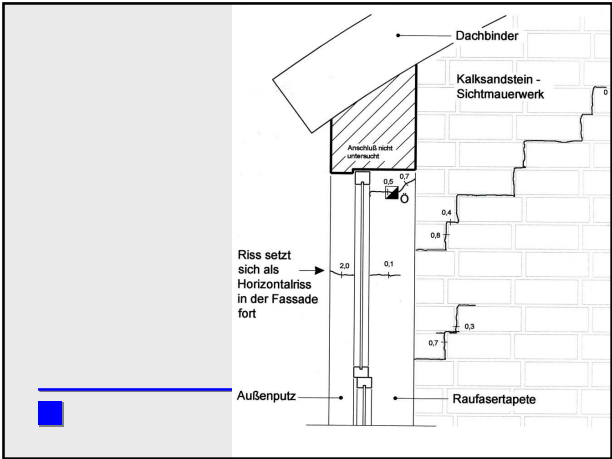 Dachbinder
Kalksandstein -
Sichtmauerwerk
0
Anschluß nicht
untersucht
0,7
0,5
Ö
0,4
0,8
Riss setzt
sich als
Horizontalriss
in der Fassade
fort
2,0
0,1
0,3
0,7
Außenputz
Raufasertapete